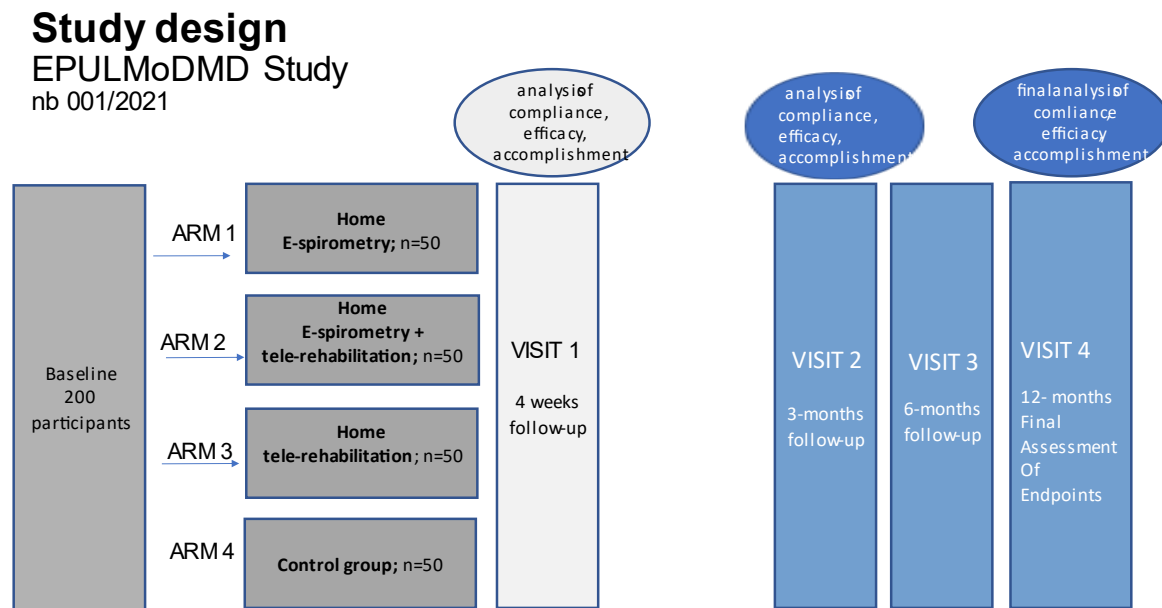 Study design
EPULMoDMD Study
nb 001/2021
analysisof
compliance,
efficacy,
accomplishment
analysisof
compliance,
efficacy,
accomplishment
finalanalysisof
comliance,
efficiacy,
accomplishment
Baseline
200
participants
ARM 1
Home
E-spirometry; n=50
ARM 2
Home
E-spirometry +
tele-rehabilitation; n=50
ARM 3
Home
tele-rehabilitation; n=50
ARM 4
Control group; n=50
VISIT 1
4 weeks
follow-up
VISIT 2
3-months
follow-up
VISIT 3
6-months
follow-up
VISIT 4
12- months
Final
Assessment
Of
Endpoints